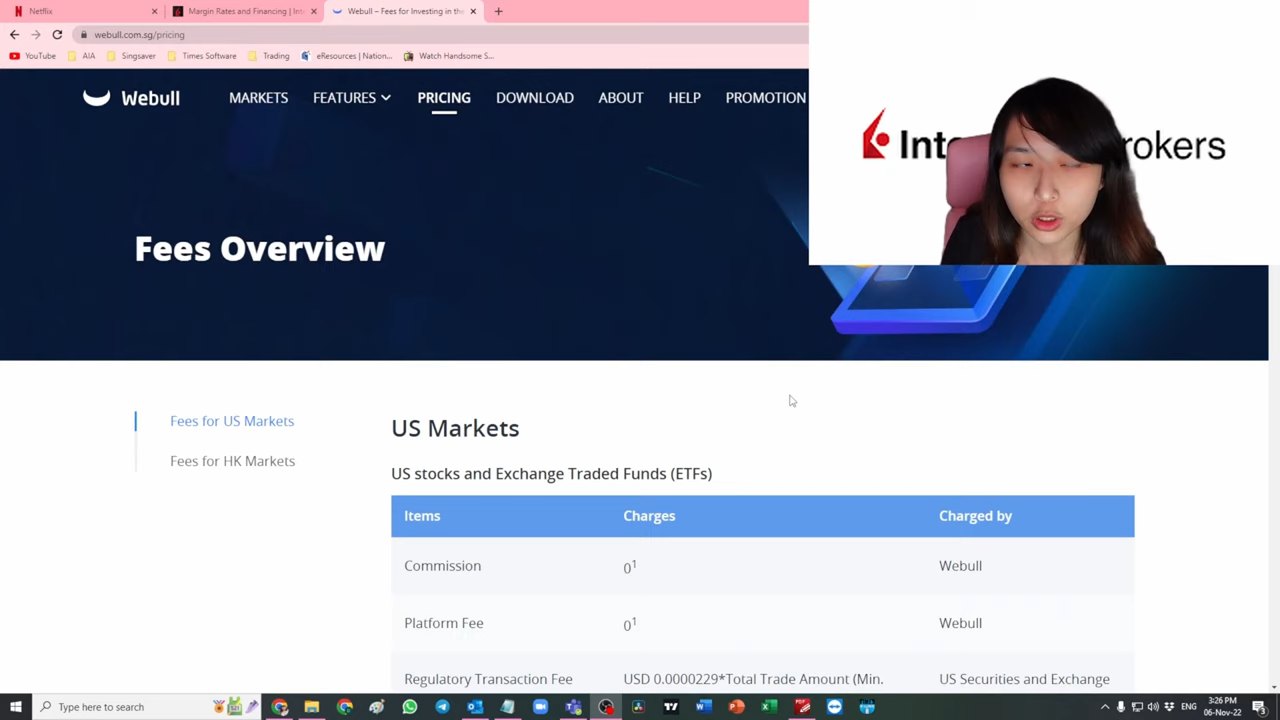 Netflix
Margin Rates and Financing | Int
Webull – Fees for Investing in the
webull.com.sg/pricing
YouTube
AIA
Singsaver
Times Software
Trading
eResources | Nation...
Watch Handsome S...
Webull
MARKETS
FEATURES
PRICING
DOWNLOAD
ABOUT
HELP
PROMOTION
Inte rokers
Fees Overview
Fees for US Markets
Fees for HK Markets
US Markets
US stocks and Exchange Traded Funds (ETFs)
Items Charges Charged by
Commission 0¹ Webull
Platform Fee 0¹ Webull
Regulatory Transaction Fee USD 0.0000229*Total Trade Amount (Min. US Securities and Exchange
Type here to search
ENG
3:26 PM
06-Nov-22